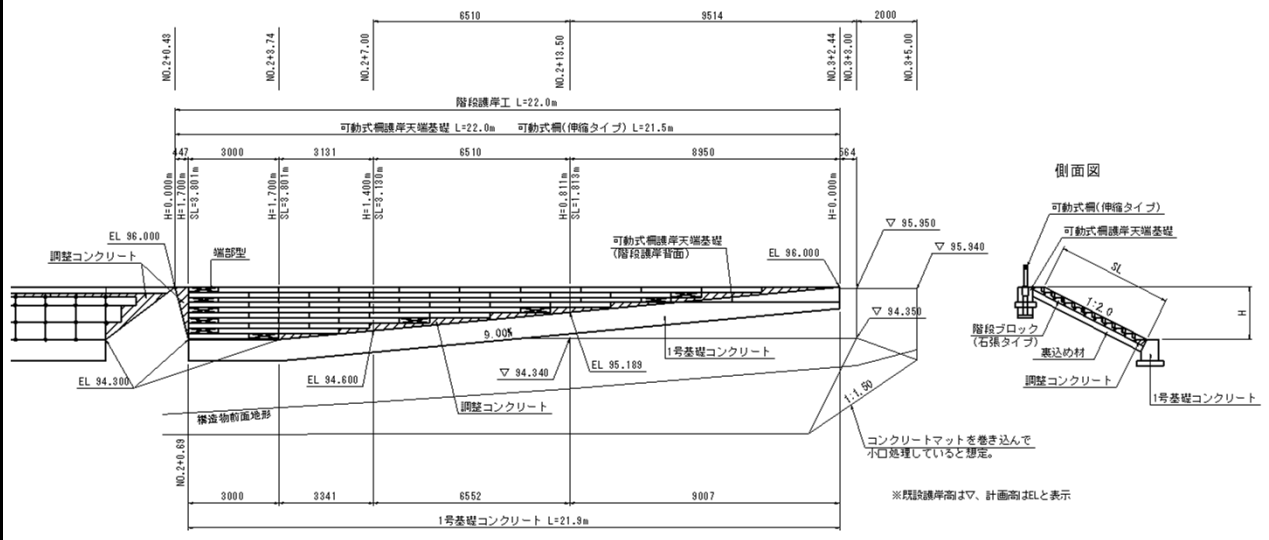 6510
9514
2000
NO.2+0.43
NO.2+3.74
NO.2+7.00
NO.2+13.50
NO.3+2.44
NO.3+3.00
NO.3+5.00
階段護岸工 L=22.0m
可動式柵護岸天端基礎 L=22.0m
可動式柵(伸縮タイプ) L=21.5m
447
3000
3131
6510
8950
564
H=0.000m
H=1.700m
SL=3.801m
H=1.700m
SL=3.801m
H=1.400m
SL=3.130m
H=0.811m
SL=1.813m
H=0.000m
EL 96.000
調整コンクリート
端部型
可動式柵護岸天端基礎
(階段護岸背面)
EL 96.000
▽ 95.950
▽ 95.940
▽ 94.350
9.00%
1号基礎コンクリート
EL 94.300
EL 94.600
▽ 94.340
EL 95.189
調整コンクリート
構造物前面地形
1:1.50
コンクリートマットを巻き込んで
小口処理していると想定。
NO.2+0.69
3000
3341
6552
9007
1号基礎コンクリート L=21.9m
側面図
可動式柵(伸縮タイプ)
可動式柵護岸天端基礎
SL
1:2.0
H
階段ブロック
(石張タイプ)
裏込め材
調整コンクリート
1号基礎コンクリート
※既設護岸高は▽、計画高はELと表示